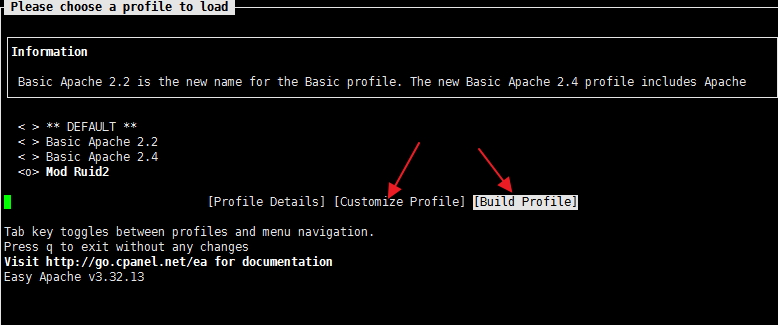 Please choose a profile to load
Information
Basic Apache 2.2 is the new name for the Basic profile. The new Basic Apache 2.4 profile includes Apache
< > ** DEFAULT **
< > Basic Apache 2.2
< > Basic Apache 2.4
<o> Mod Ruid2
[Profile Details] [Customize Profile] [Build Profile]
Tab key toggles between profiles and menu navigation.
Press q to exit without any changes
Visit http://go.cpanel.net/ea for documentation
Easy Apache v3.32.13